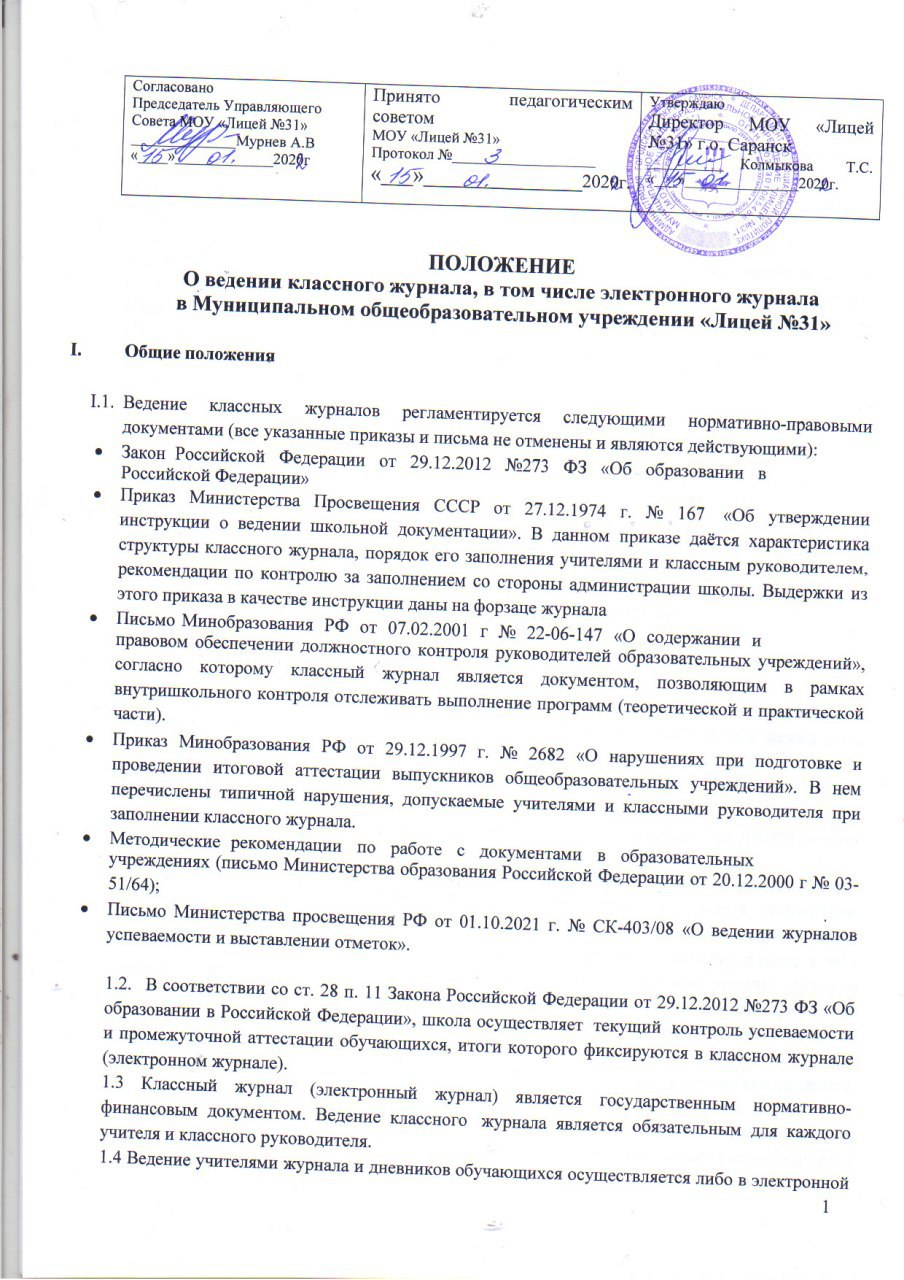 Согласовано
Председатель Управляющего
Совета МОУ «Лицей №31»
Мурнев А.В
«15» 01. 2022г
Принято педагогическим
советом
МОУ «Лицей №31»
Протокол № 3
«15» 01. 2022г.
Утверждаю
Директор МОУ «Лицей
№31» г.о. Саранск
Колмыкова Т.С.
«15» 01 2022г.
ПОЛОЖЕНИЕ
О ведении классного журнала, в том числе электронного журнала
в Муниципальном общеобразовательном учреждении «Лицей №31»
I. Общие положения
I.1. Ведение классных журналов регламентируется следующими нормативно-правовыми
документами (все указанные приказы и письма не отменены и являются действующими):
• Закон Российской Федерации от 29.12.2012 №273 ФЗ «Об образовании в
Российской Федерации»
• Приказ Министерства Просвещения СССР от 27.12.1974 г. № 167 «Об утверждении
инструкции о ведении школьной документации». В данном приказе даётся характеристика
структуры классного журнала, порядок его заполнения учителями и классным руководителем,
рекомендации по контролю за заполнением со стороны администрации школы. Выдержки из
этого приказа в качестве инструкции даны на форзаце журнала
• Письмо Минобразования РФ от 07.02.2001 г № 22-06-147 «О содержании и
правовом обеспечении должностного контроля руководителей образовательных учреждений»,
согласно которому классный журнал является документом, позволяющим в рамках
внутришкольного контроля отслеживать выполнение программ (теоретической и практической
части).
• Приказ Минобразования РФ от 29.12.1997 г. № 2682 «О нарушениях при подготовке и
проведении итоговой аттестации выпускников общеобразовательных учреждений». В нем
перечислены типичной нарушения, допускаемые учителями и классными руководителя при
заполнении классного журнала.
• Методические рекомендации по работе с документами в образовательных
учреждениях (письмо Министерства образования Российской Федерации от 20.12.2000 г № 03-
51/64);
• Письмо Министерства просвещения РФ от 01.10.2021 г. № СК-403/08 «О ведении журналов
успеваемости и выставлении отметок».
1.2. В соответствии со ст. 28 п. 11 Закона Российской Федерации от 29.12.2012 №273 ФЗ «Об
образовании в Российской Федерации», школа осуществляет текущий контроль успеваемости
и промежуточной аттестации обучающихся, итоги которого фиксируются в классном журнале
(электронном журнале).
1.3 Классный журнал (электронный журнал) является государственным нормативно-
финансовым документом. Ведение классного журнала является обязательным для каждого
учителя и классного руководителя.
1.4 Ведение учителями журнала и дневников обучающихся осуществляется либо в электронной
1